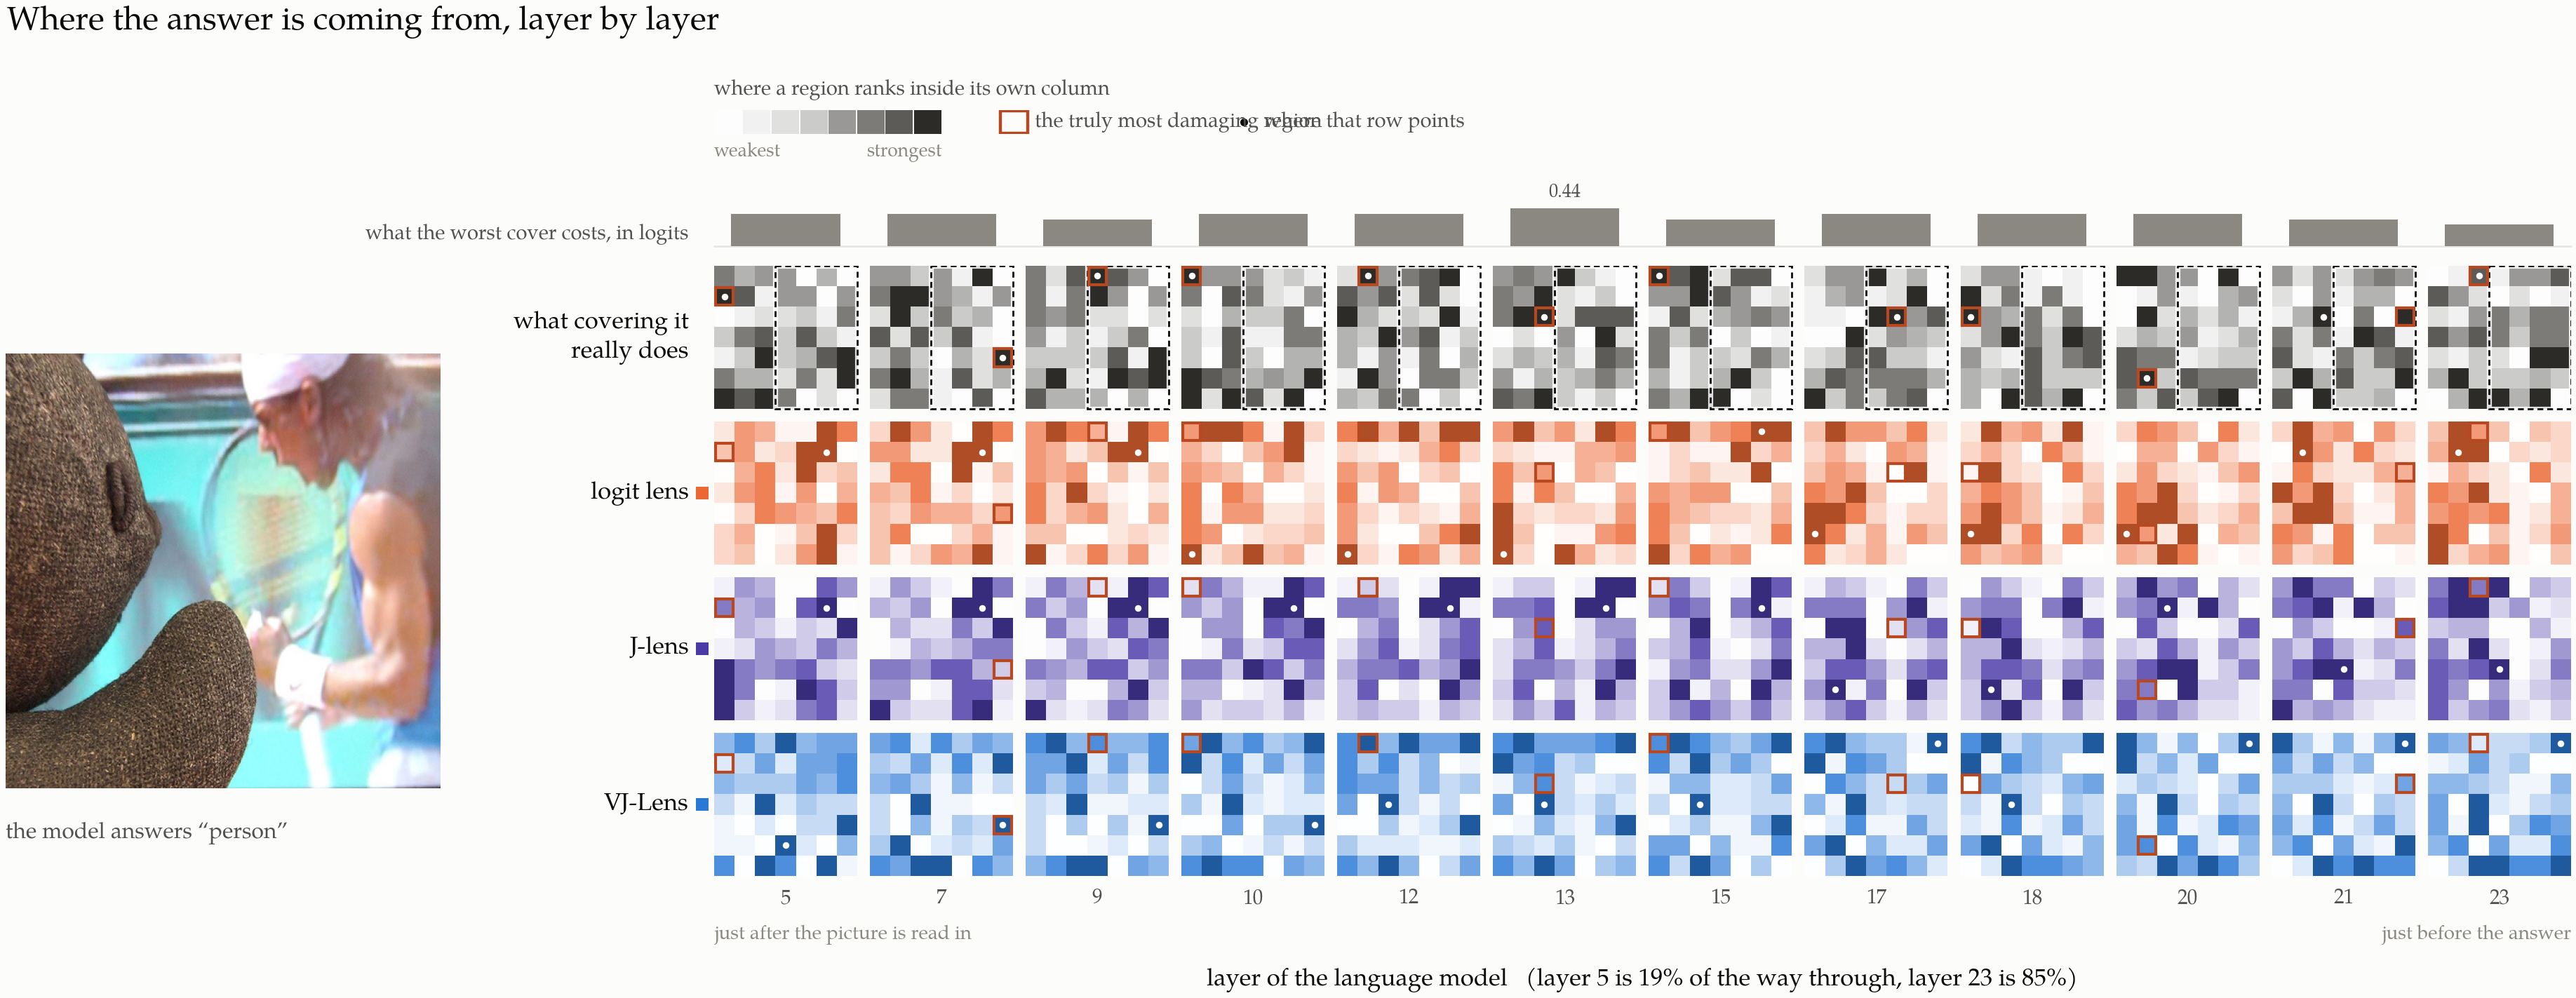 Where the answer is coming from, layer by layer
where a region ranks inside its own column
the truly most damaging region
where that row points
weakest
strongest
0.44
what the worst cover costs, in logits
what covering it
really does
logit lens
J-lens
VJ-Lens
the model answers “person”
5
7
9
10
12
13
15
17
18
20
21
23
just after the picture is read in
just before the answer
layer of the language model (layer 5 is 19% of the way through, layer 23 is 85%)